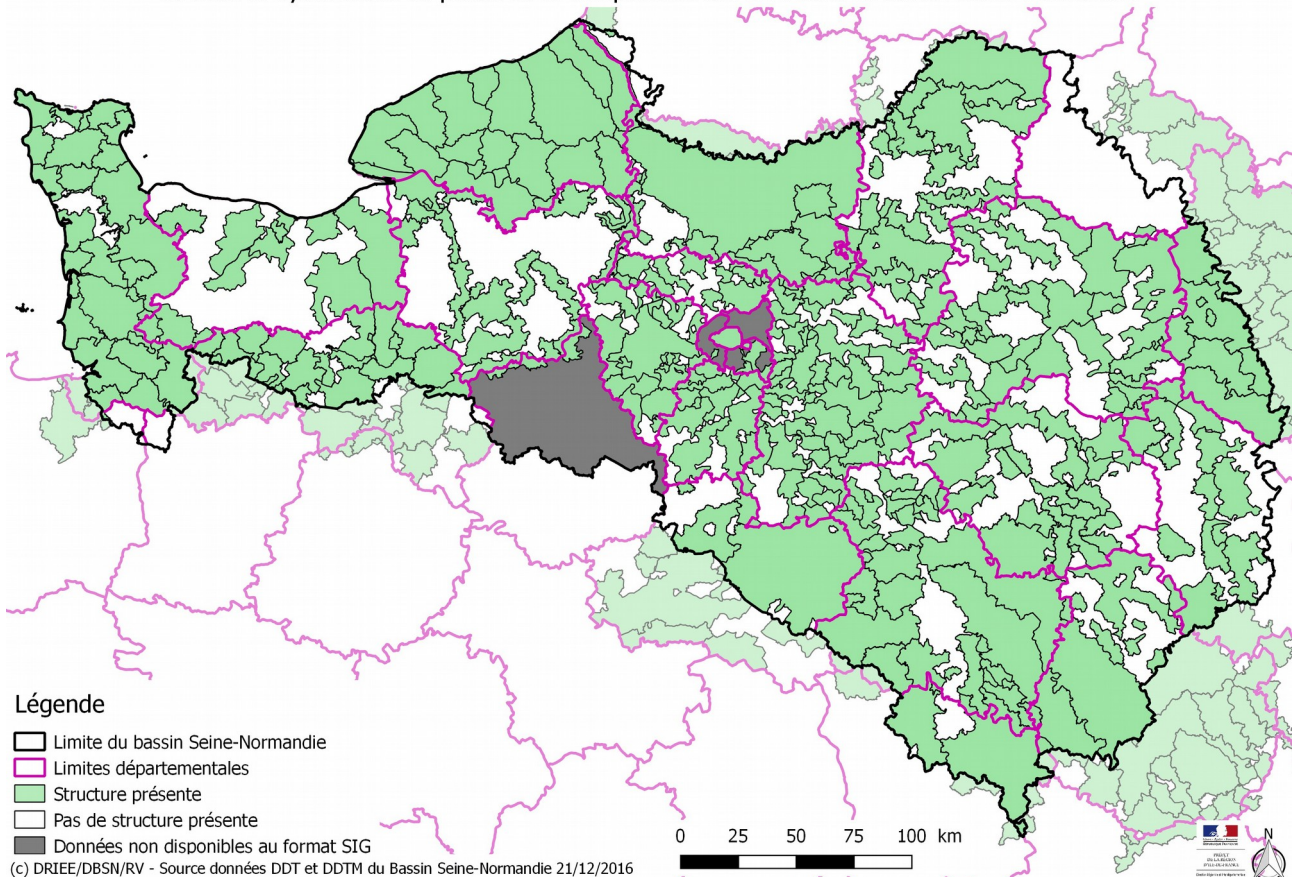 Légende
Limite du bassin Seine-Normandie
Limites départementales
Structure présente
Pas de structure présente
Données non disponibles au format SIG
0 25 50 75 100 km
N
(c) DRIEE/DBSN/RV - Source données DDT et DDTM du Bassin Seine-Normandie 21/12/2016